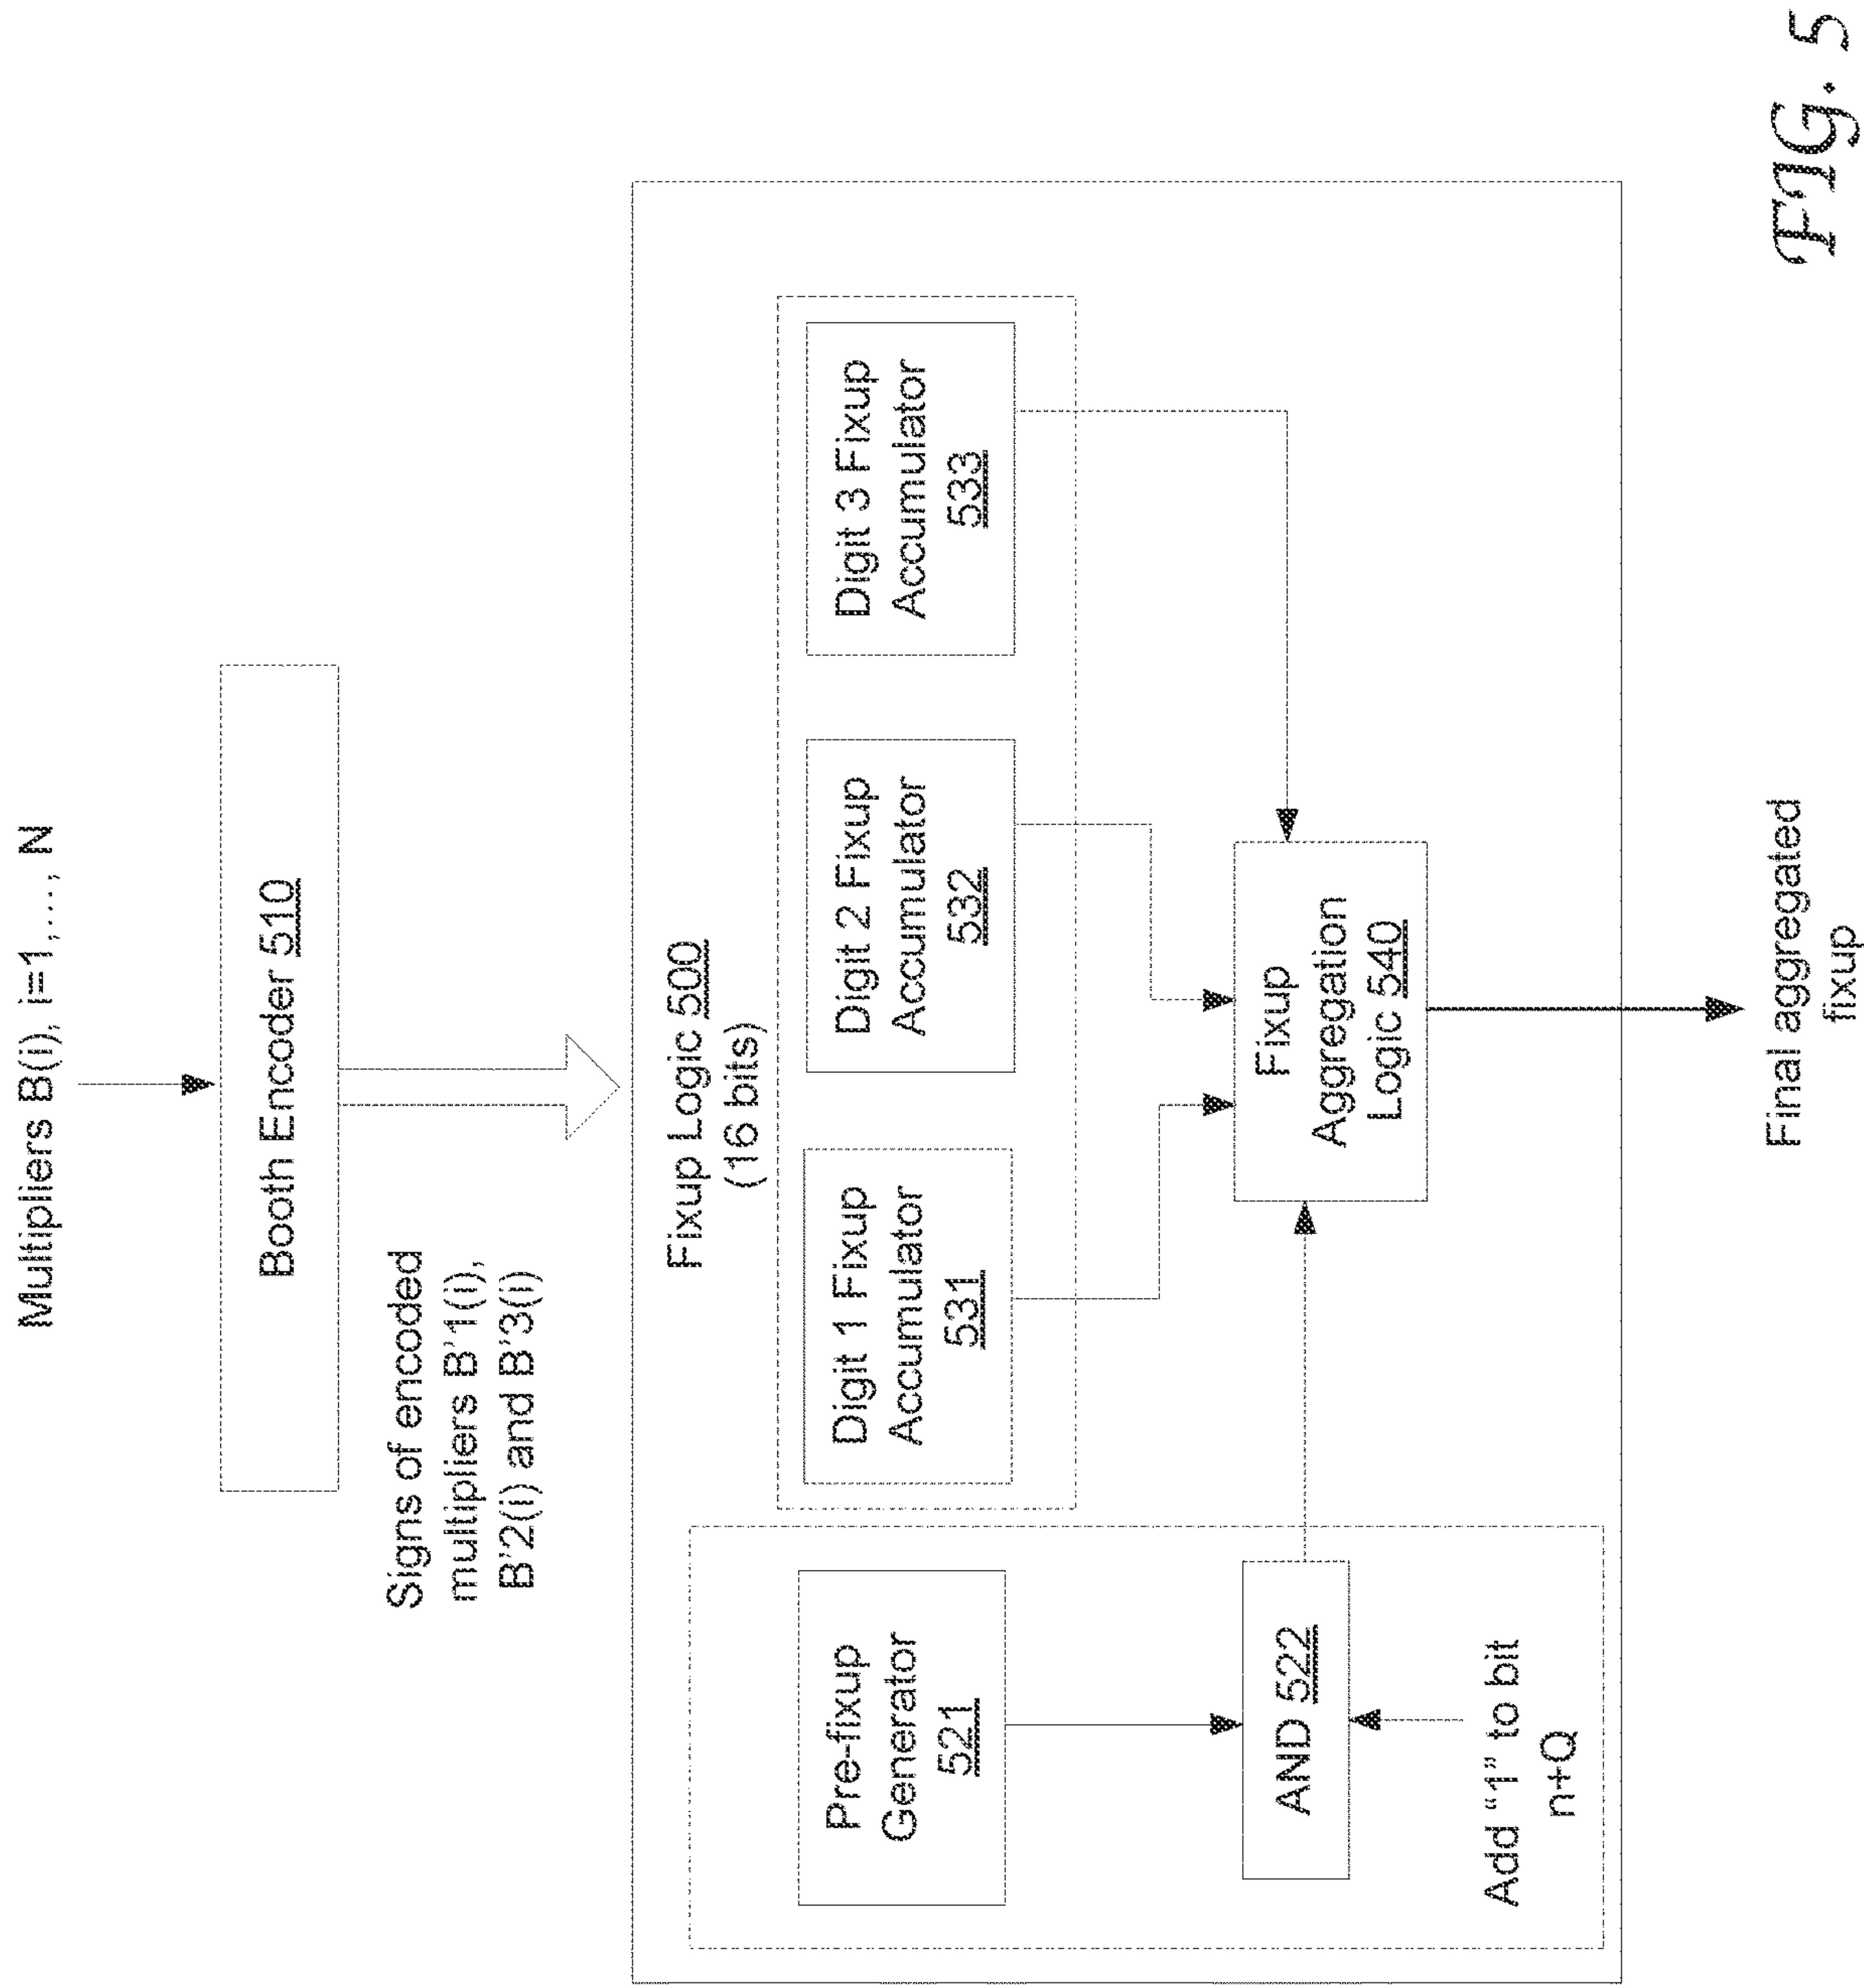 Multipliers B(i), i=1,..., N
Booth Encoder 510
Signs of encoded
multipliers B'1(i),
B'2(i) and B'3(i)
Fixup Logic 500
(16 bits)
Pre-fixup
Generator
521
Digit 1 Fixup
Accumulator
531
Digit 2 Fixup
Accumulator
532
Digit 3 Fixup
Accumulator
533
AND 522
Add “1” to bit
n+Q
Fixup
Aggregation
Logic 540
Final aggregated
fixup
FIG. 5